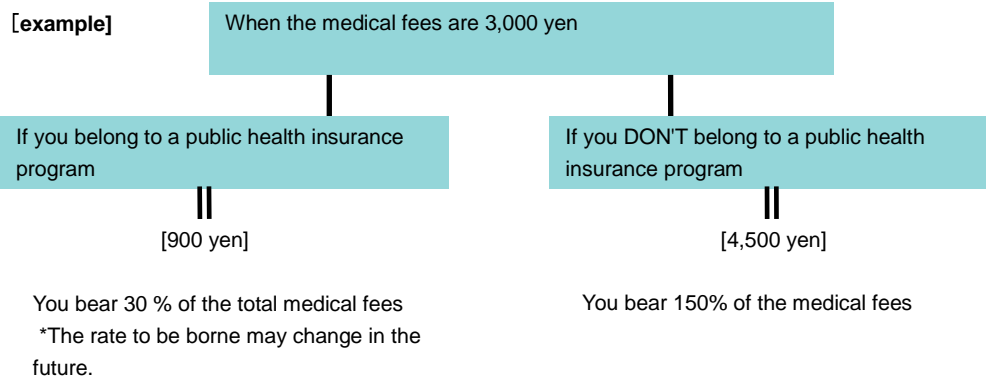 [example]
When the medical fees are 3,000 yen
If you belong to a public health insurance
program
If you DON'T belong to a public health
insurance program
[900 yen]
[4,500 yen]
You bear 30 % of the total medical fees
*The rate to be borne may change in the
future.
You bear 150% of the medical fees